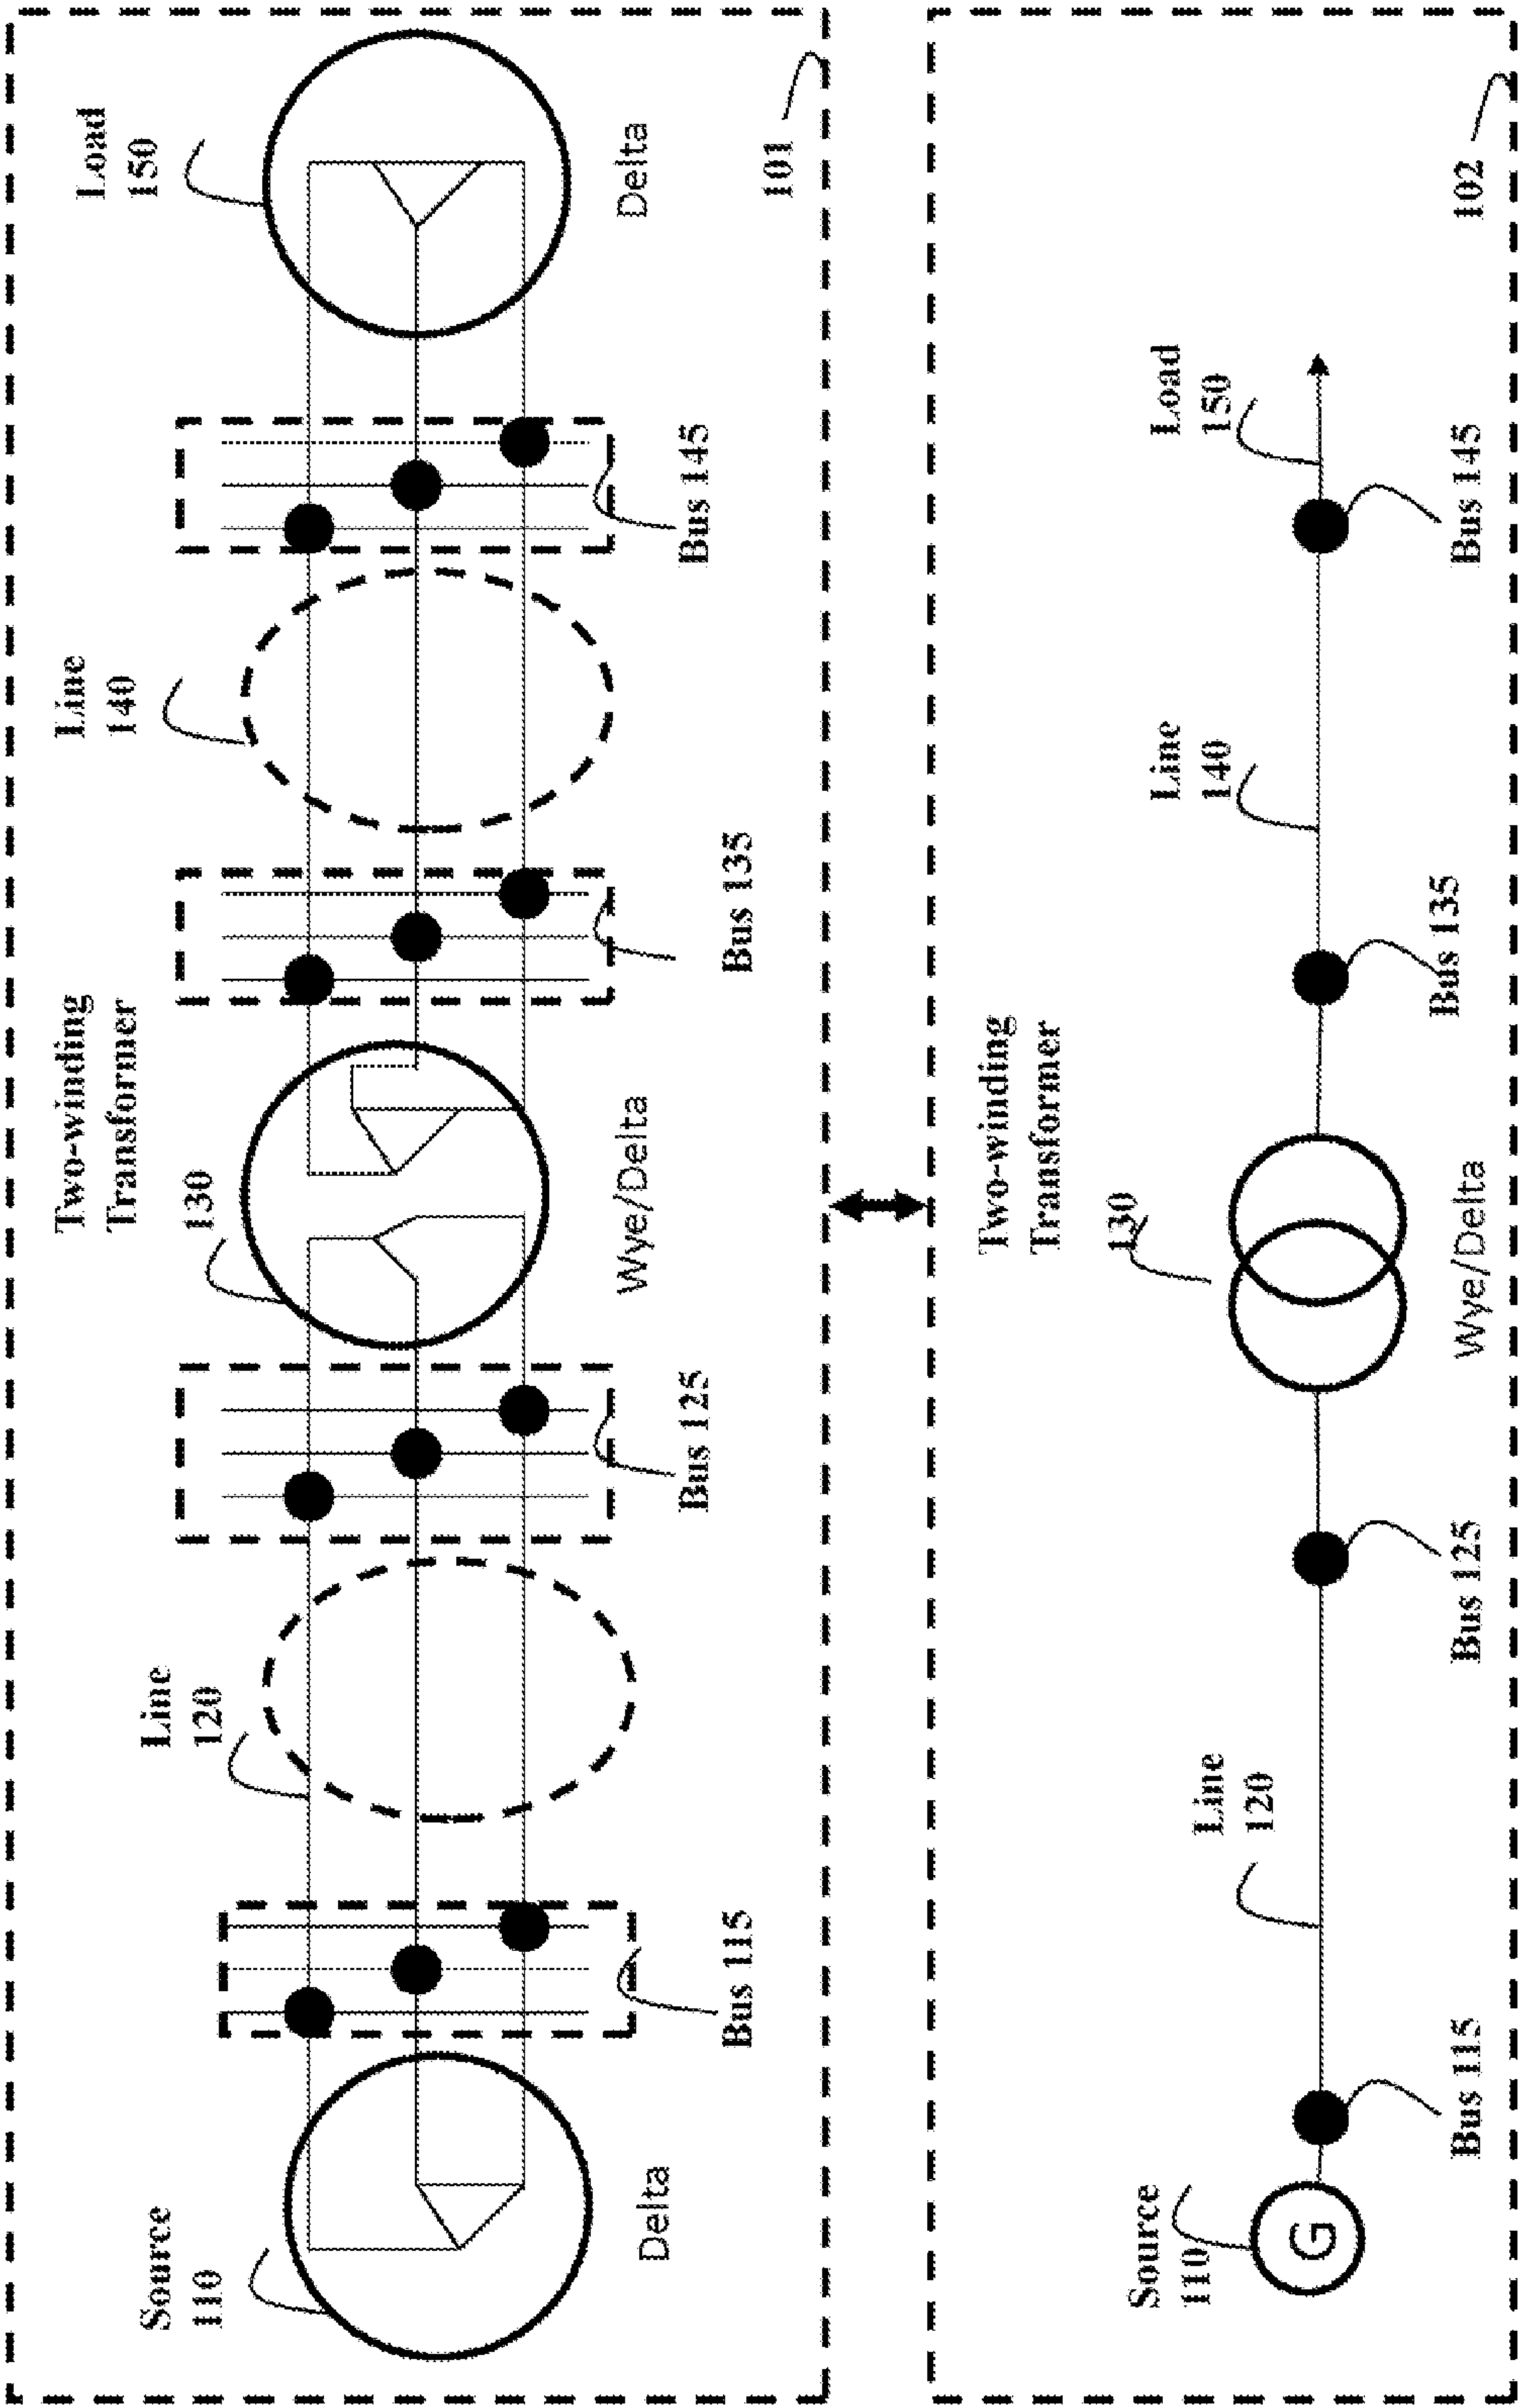 Source
110
Delta
Bus 115
Line
120
Bus 125
Two-winding
Transformer
130
Wye/Delta
Bus 135
Line
140
Bus 145
Load
150
Delta
101
Source
110
G
Bus 115
Line
120
Bus 125
Two-winding
Transformer
130
Wye/Delta
Bus 135
Line
140
Bus 145
Load
150
102